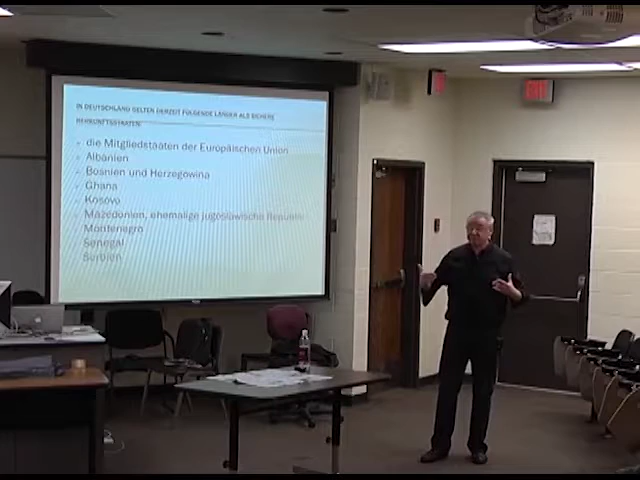 IN DEUTSCHLAND GELTEN DERZEIT FOLGENDE LÄNDER ALS SICHERE
HERKUNFTSSTAATEN:
- die Mitgliedstaaten der Europäischen Union
- Albanien
- Bosnien und Herzegowina
- Ghana
- Kosovo
- Mazedonien, ehemalige jugoslawische Republik
- Montenegro
- Senegal
- Serbien